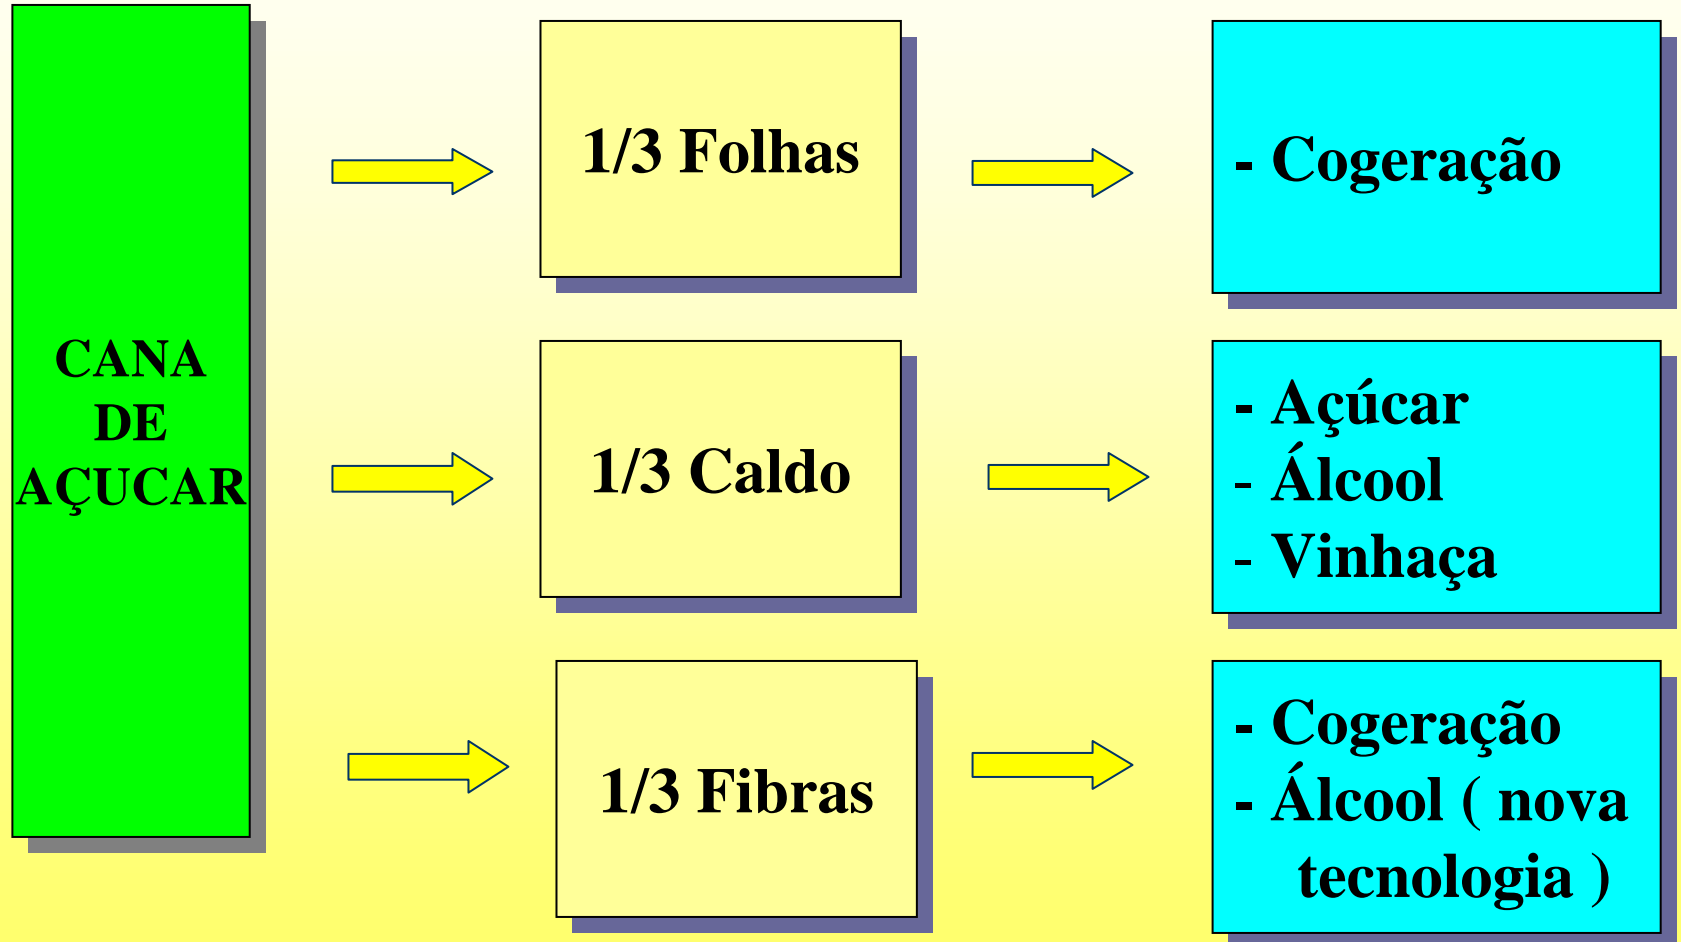 CANA
DE
AÇUCAR
1/3 Folhas
- Cogeração
1/3 Caldo
- Açúcar
- Álcool
- Vinhaça
1/3 Fibras
- Cogeração
- Álcool ( nova
tecnologia )